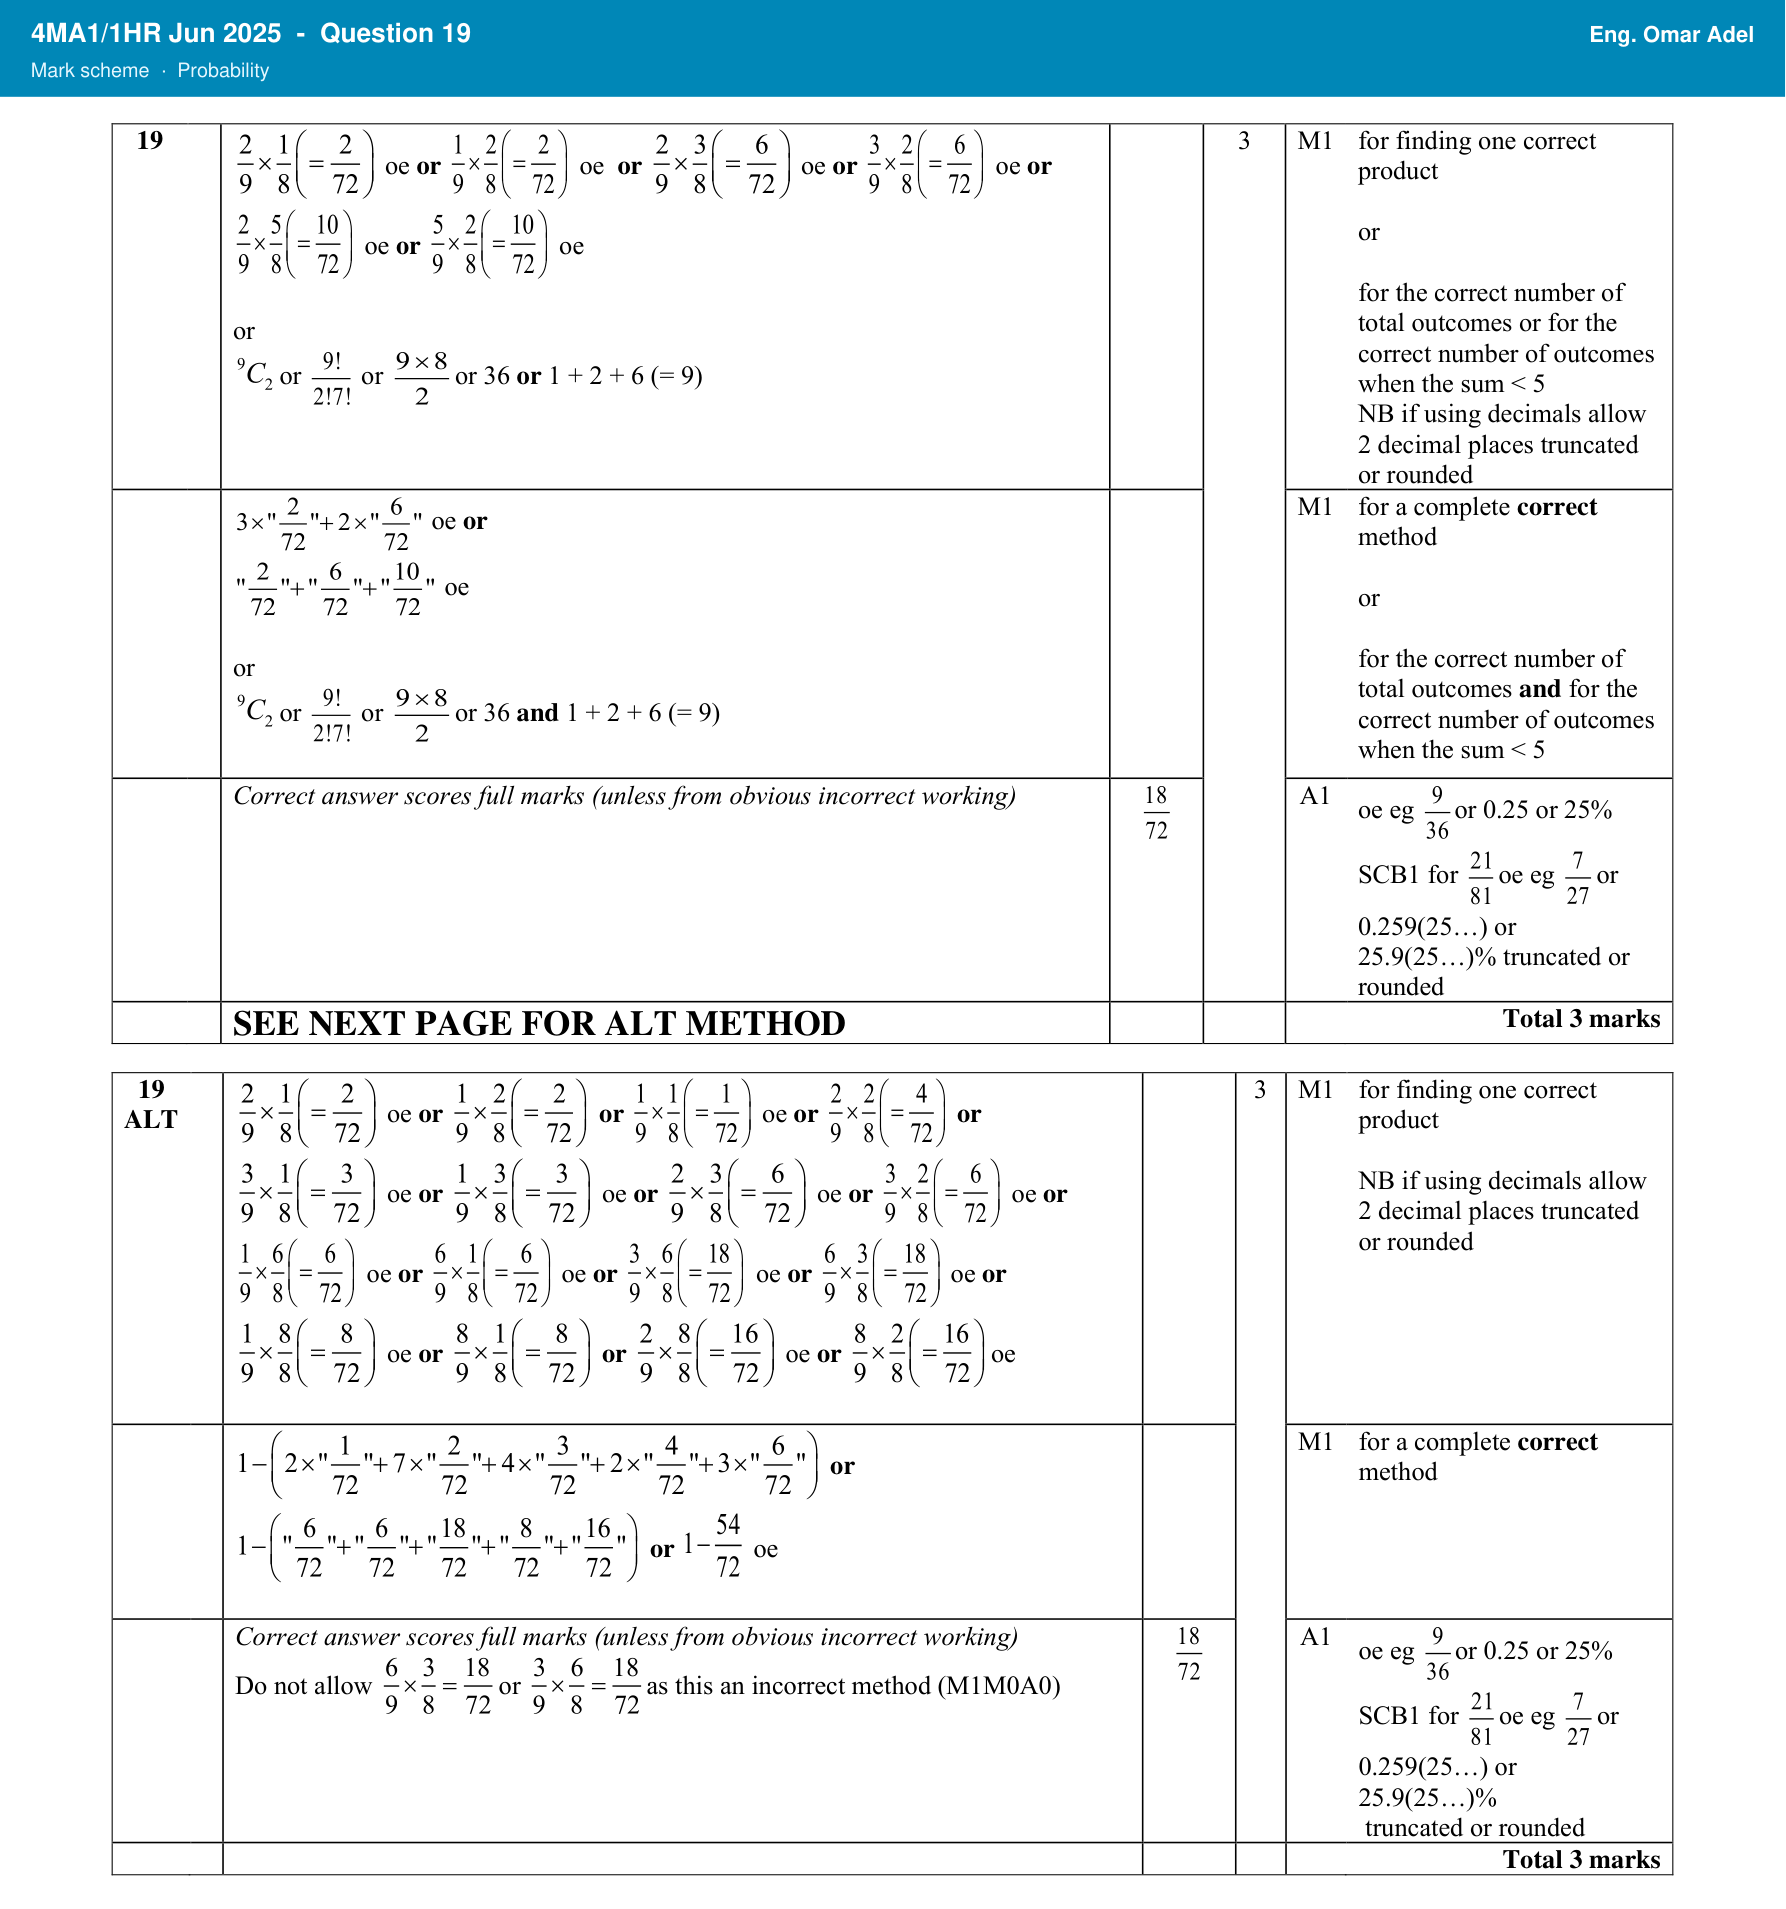 4MA1/1HR Jun 2025 - Question 19
Eng. Omar Adel
Mark scheme · Probability
19
2/9 × 1/8 (= 2/72) oe or 1/9 × 2/8 (= 2/72) oe or 2/9 × 3/8 (= 6/72) oe or 3/9 × 2/8 (= 6/72) oe or
2/9 × 5/8 (= 10/72) oe or 5/9 × 2/8 (= 10/72) oe
or
⁹C₂ or 9!/2!7! or 9×8/2 or 36 or 1 + 2 + 6 (= 9)
3
M1 for finding one correct
product
or
for the correct number of
total outcomes or for the
correct number of outcomes
when the sum < 5
NB if using decimals allow
2 decimal places truncated
or rounded
3×"2/72"+2×"6/72" oe or
"2/72"+"6/72"+"10/72" oe
or
⁹C₂ or 9!/2!7! or 9×8/2 or 36 and 1 + 2 + 6 (= 9)
M1 for a complete correct
method
or
for the correct number of
total outcomes and for the
correct number of outcomes
when the sum < 5
Correct answer scores full marks (unless from obvious incorrect working)
18/72
A1 oe eg 9/36 or 0.25 or 25%
SCB1 for 21/81 oe eg 7/27 or
0.259(25…) or
25.9(25…)% truncated or
rounded
SEE NEXT PAGE FOR ALT METHOD
Total 3 marks
19
ALT
2/9 × 1/8 (= 2/72) oe or 1/9 × 2/8 (= 2/72) or 1/9 × 1/8 (= 1/72) oe or 2/9 × 2/8 (= 4/72) or
3/9 × 1/8 (= 3/72) oe or 1/9 × 3/8 (= 3/72) oe or 2/9 × 3/8 (= 6/72) oe or 3/9 × 2/8 (= 6/72) oe or
1/9 × 6/8 (= 6/72) oe or 6/9 × 1/8 (= 6/72) oe or 3/9 × 6/8 (= 18/72) oe or 6/9 × 3/8 (= 18/72) oe or
1/9 × 8/8 (= 8/72) oe or 8/9 × 1/8 (= 8/72) or 2/9 × 8/8 (= 16/72) oe or 8/9 × 2/8 (= 16/72) oe
3
M1 for finding one correct
product
NB if using decimals allow
2 decimal places truncated
or rounded
1−(2×"1/72"+7×"2/72"+4×"3/72"+2×"4/72"+3×"6/72") or
1−("6/72"+"6/72"+"18/72"+"8/72"+"16/72") or 1−54/72 oe
M1 for a complete correct
method
Correct answer scores full marks (unless from obvious incorrect working)
Do not allow 6/9 × 3/8 = 18/72 or 3/9 × 6/8 = 18/72 as this an incorrect method (M1M0A0)
18/72
A1 oe eg 9/36 or 0.25 or 25%
SCB1 for 21/81 oe eg 7/27 or
0.259(25…) or
25.9(25…)%
truncated or rounded
Total 3 marks